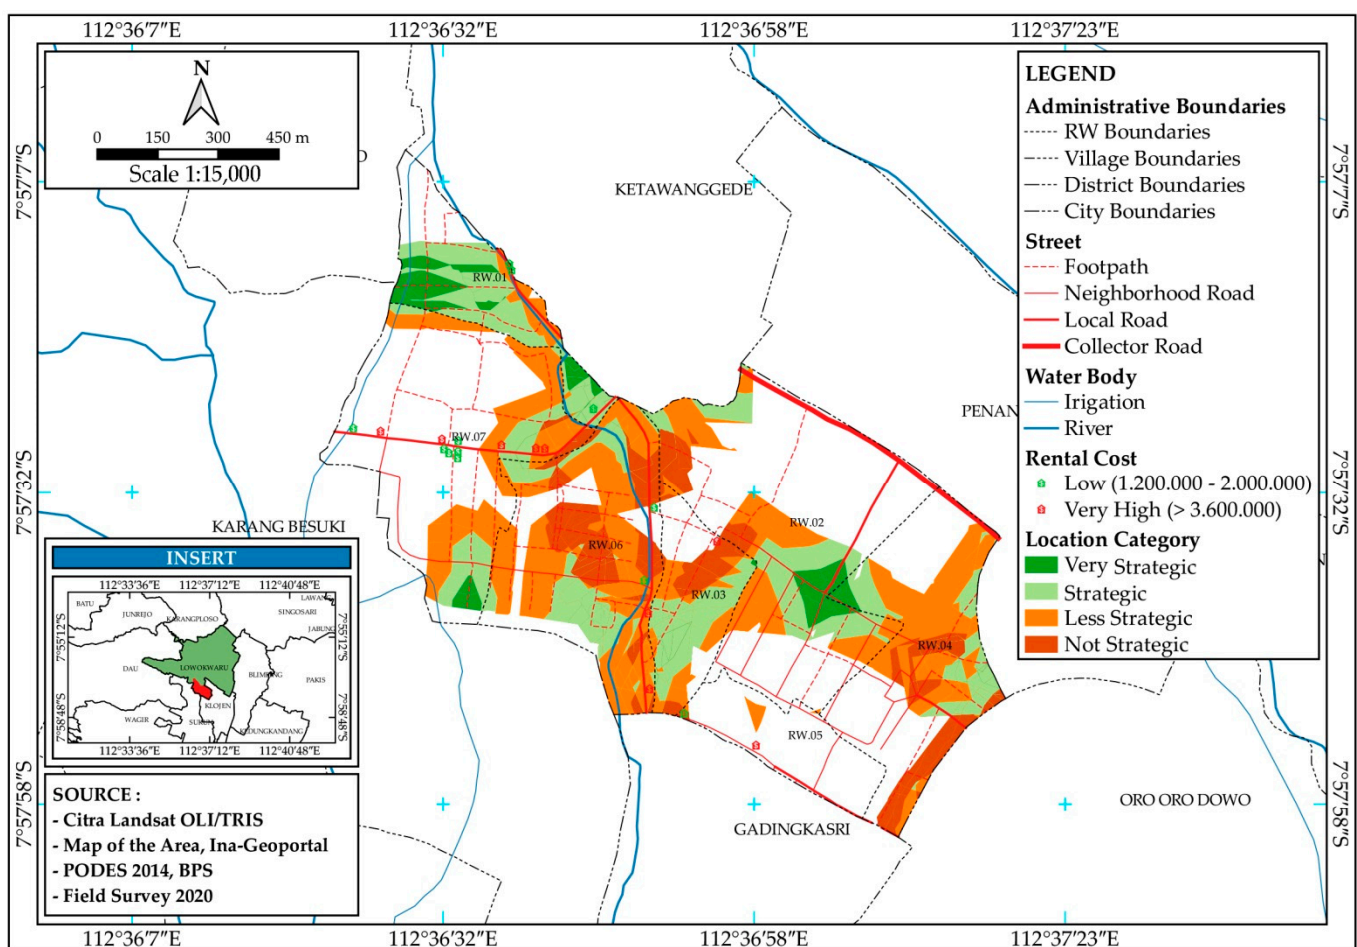 112°36′7″E 112°36′32″E 112°36′58″E 112°37′23″E
N
0 150 300 450 m
Scale 1:15,000
7°57′7″S
7°57′32″S
7°57′58″S
KETAWANGGEDE
PENAN
KARANG BESUKI
GADINGKASRI
ORO ORO DOWO
RW.01
RW.07
RW.02
RW.06
RW.03
RW.04
RW.05
LEGEND
Administrative Boundaries
RW Boundaries
Village Boundaries
District Boundaries
City Boundaries
Street
Footpath
Neighborhood Road
Local Road
Collector Road
Water Body
Irrigation
River
Rental Cost
Low (1.200.000 - 2.000.000)
Very High (> 3.600.000)
Location Category
Very Strategic
Strategic
Less Strategic
Not Strategic
7°57′7″S
7°57′32″S
7°57′58″S
INSERT
112°33′36″E 112°37′12″E 112°40′48″E
BATU
JUNREJO
KARANGPLOSO
SINGOSARI
LAWANG
JABUNG
DAU
LOWOKWARU
BLIMBING
PAKIS
KLOJEN
WAGIR
SUKUN
KEDUNGKANDANG
7°55′12″S
7°58′48″S
7°55′12″S
7°58′48″S
112°33′36″E 112°37′12″E 112°40′48″E
SOURCE :
- Citra Landsat OLI/TRIS
- Map of the Area, Ina-Geoportal
- PODES 2014, BPS
- Field Survey 2020
112°36′7″E 112°36′32″E 112°36′58″E 112°37′23″E